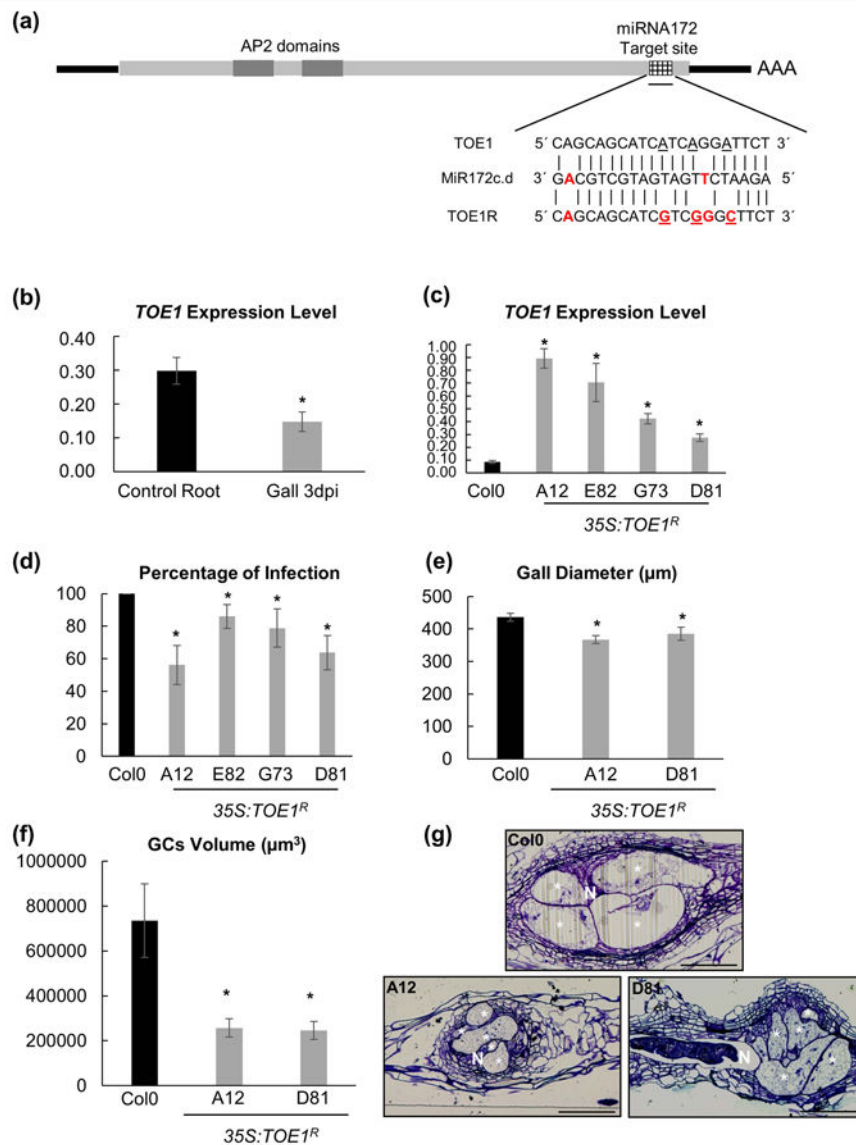 (a)
AP2 domains
miRNA172
Target site
AAA
TOE1 5´ CAGCAGCATCATCAGGATTCT 3´
MiR172c.d 3´ GACGTCGTAGTAGTTCTAAGA 5´
TOE1R 5´ CAGCAGCATCGTCGGGCTTCT 3´
(b)
TOE1 Expression Level
0.40
0.30
0.20
0.10
0.00
*
Control Root Gall 3dpi
(c)
TOE1 Expression Level
1.00
0.90
0.80
0.70
0.60
0.50
0.40
0.30
0.20
0.10
0.00
* * * *
Col0 A12 E82 G73 D81
35S:TOE1ᴿ
(d)
Percentage of Infection
100
80
60
40
20
0
* * * *
Col0 A12 E82 G73 D81
35S:TOE1ᴿ
(e)
Gall Diameter (µm)
500
400
300
200
100
0
* *
Col0 A12 D81
35S:TOE1ᴿ
(f)
GCs Volume (µm³)
1000000
800000
600000
400000
200000
0
* *
Col0 A12 D81
35S:TOE1ᴿ
(g)
Col0
* * N * *
A12
* * N * *
D81
* * N * *